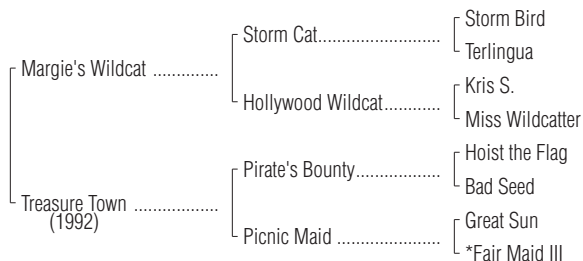 Storm Bird
Storm Cat..............................
Terlingua
Margie's Wildcat ..............
Kris S.
Hollywood Wildcat.............
Miss Wildcatter
Hoist the Flag
Pirate's Bounty..................
Bad Seed
Treasure Town ..................
(1992)
Great Sun
Picnic Maid ......................
*Fair Maid III